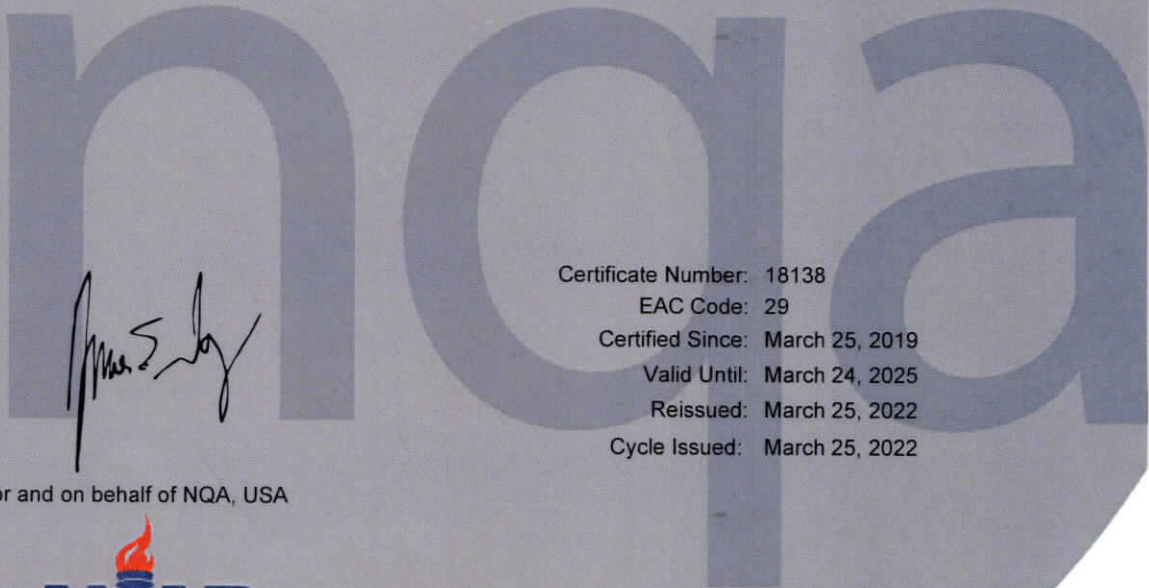 nqa
Certificate Number: 18138
EAC Code: 29
Certified Since: March 25, 2019
Valid Until: March 24, 2025
Reissued: March 25, 2022
Cycle Issued: March 25, 2022
or and on behalf of NQA, USA